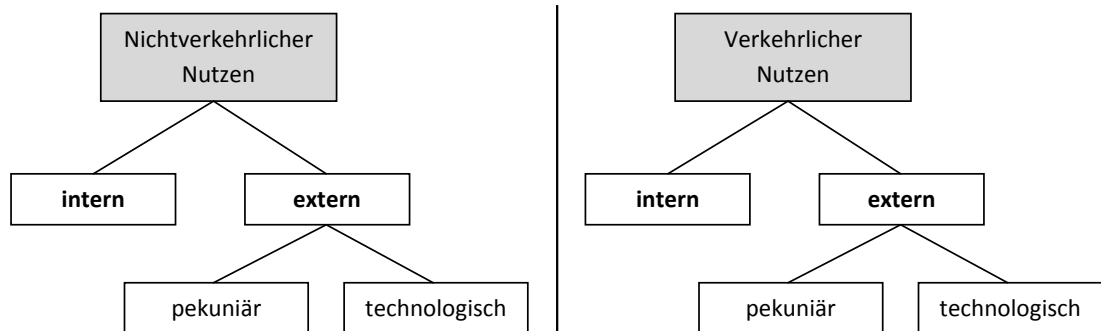 Nichtverkehrlicher
Nutzen
intern
extern
pekuniär
technologisch
Verkehrlicher
Nutzen
intern
extern
pekuniär
technologisch